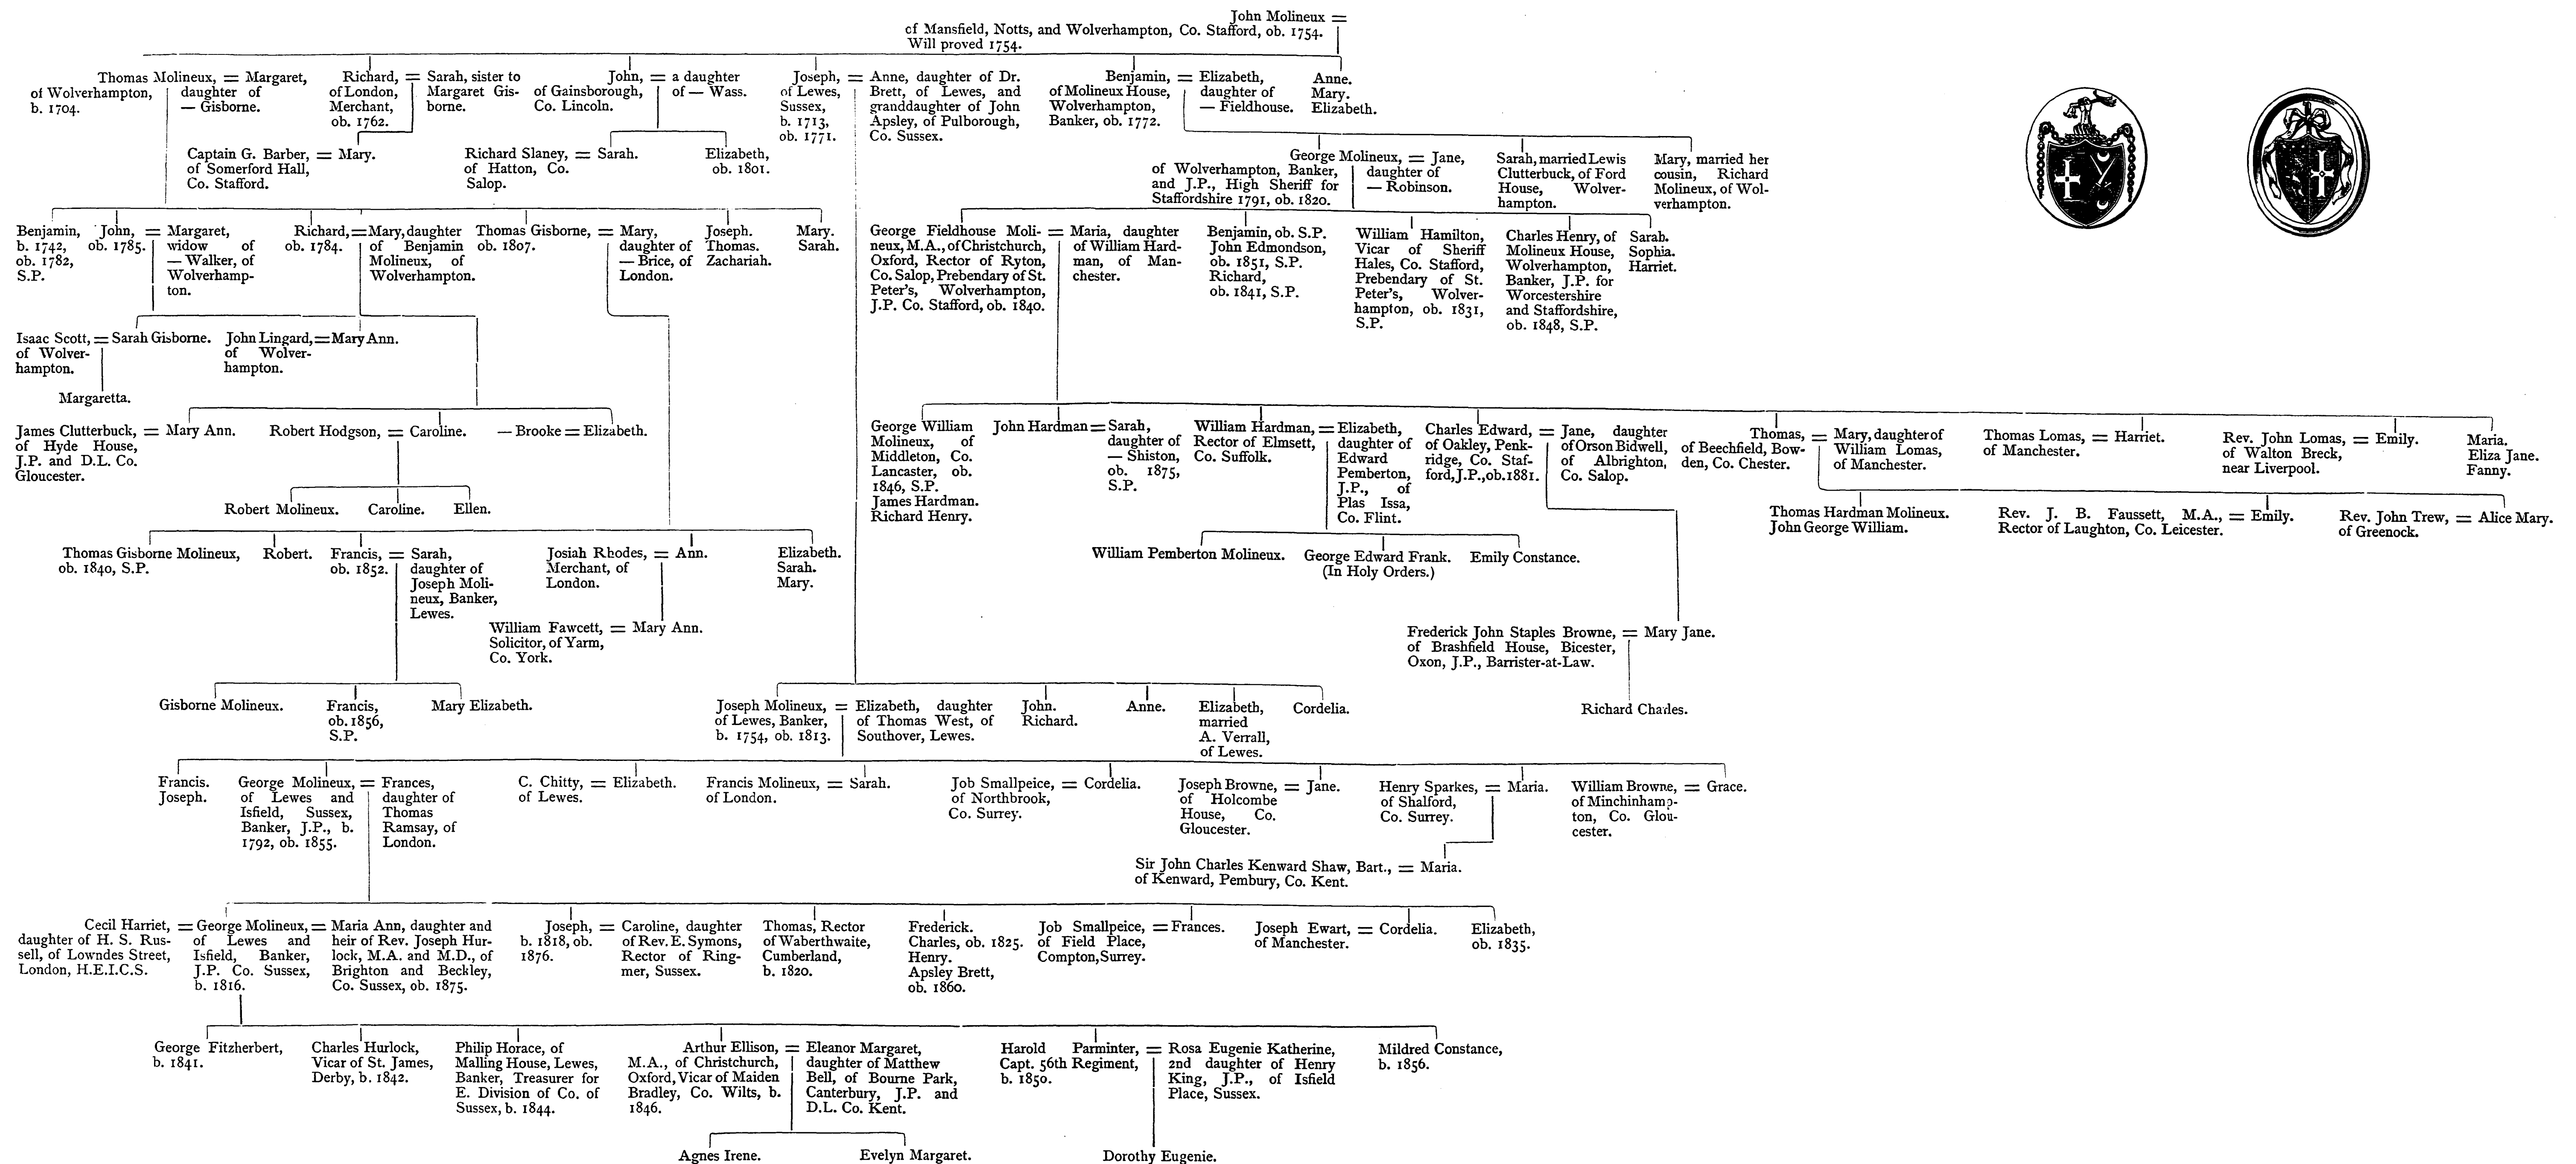 John Molineux =
of Mansfield, Notts, and Wolverhampton, Co. Stafford, ob. 1754.
Will proved 1754.
Thomas Molineux, = Margaret,
of Wolverhampton, daughter of
b. 1704. — Gisborne.
Richard, = Sarah, sister to
of London, Margaret Gis-
Merchant, borne.
ob. 1762.
John, = a daughter
of Gainsborough, of — Wass.
Co. Lincoln.
Joseph, = Anne, daughter of Dr.
of Lewes, Brett, of Lewes, and
Sussex, granddaughter of John
b. 1713, Apsley, of Pulborough,
ob. 1771. Co. Sussex.
Benjamin, = Elizabeth,
of Molineux House, daughter of
Wolverhampton, — Fieldhouse.
Banker, ob. 1772.
Anne.
Mary.
Elizabeth.
Captain G. Barber, = Mary.
of Somerford Hall,
Co. Stafford.
Richard Slaney, = Sarah.
of Hatton, Co.
Salop.
Elizabeth,
ob. 1801.
George Molineux, = Jane,
of Wolverhampton, Banker, daughter of
and J.P., High Sheriff for — Robinson.
Staffordshire 1791, ob. 1820.
Sarah, married Lewis
Clutterbuck, of Ford
House, Wolver-
hampton.
Mary, married her
cousin, Richard
Molineux, of Wol-
verhampton.
Benjamin,
b. 1742,
ob. 1782,
S.P.
John, = Margaret,
ob. 1785. widow of
— Walker, of
Wolverhamp-
ton.
Richard, = Mary, daughter
ob. 1784. of Benjamin
Molineux, of
Wolverhampton.
Thomas Gisborne, = Mary,
ob. 1807. daughter of
— Brice, of
London.
Joseph.
Thomas.
Zachariah.
Mary.
Sarah.
George Fieldhouse Moli- = Maria, daughter
neux, M.A., of Christchurch, of William Hard-
Oxford, Rector of Ryton, man, of Man-
Co. Salop, Prebendary of St. chester.
Peter's, Wolverhampton,
J.P. Co. Stafford, ob. 1840.
Benjamin, ob. S.P.
John Edmondson,
ob. 1851, S.P.
Richard,
ob. 1841, S.P.
William Hamilton,
Vicar of Sheriff
Hales, Co. Stafford,
Prebendary of St.
Peter's, Wolver-
hampton, ob. 1831,
S.P.
Charles Henry, of
Molineux House,
Wolverhampton,
Banker, J.P. for
Worcestershire
and Staffordshire,
ob. 1848, S.P.
Sarah.
Sophia.
Harriet.
Isaac Scott, = Sarah Gisborne.
of Wolver-
hampton.
John Lingard, = Mary Ann.
of Wolver-
hampton.
Margaretta.
James Clutterbuck, = Mary Ann.
of Hyde House,
J.P. and D.L. Co.
Gloucester.
Robert Hodgson, = Caroline.
— Brooke = Elizabeth.
George William
Molineux, of
Middleton, Co.
Lancaster, ob.
1846, S.P.
James Hardman.
Richard Henry.
John Hardman = Sarah,
daughter of
— Shiston,
ob. 1875,
S.P.
William Hardman, = Elizabeth,
Rector of Elmsett, daughter of
Co. Suffolk. Edward
Pemberton,
J.P., of
Plas Issa,
Co. Flint.
Charles Edward, = Jane, daughter
of Oakley, Penk- of Orson Bidwell,
ridge, Co. Staf- of Albrighton,
ford, J.P., ob. 1881. Co. Salop.
Thomas, = Mary, daughter of
of Beechfield, Bow- William Lomas,
den, Co. Chester. of Manchester.
Thomas Lomas, = Harriet.
of Manchester.
Rev. John Lomas, = Emily.
of Walton Breck,
near Liverpool.
Maria.
Eliza Jane.
Fanny.
Robert Molineux. Caroline. Ellen.
Thomas Hardman Molineux.
John George William.
Rev. J. B. Faussett, M.A., = Emily.
Rector of Laughton, Co. Leicester.
Rev. John Trew, = Alice Mary.
of Greenock.
Thomas Gisborne Molineux,
ob. 1840, S.P.
Robert.
Francis, = Sarah,
ob. 1852. daughter of
Joseph Moli-
neux, Banker,
Lewes.
Josiah Rhodes, = Ann.
Merchant, of
London.
Elizabeth.
Sarah.
Mary.
William Pemberton Molineux. George Edward Frank. Emily Constance.
(In Holy Orders.)
William Fawcett, = Mary Ann.
Solicitor, of Yarm,
Co. York.
Frederick John Staples Browne, = Mary Jane.
of Brashfield House, Bicester,
Oxon, J.P., Barrister-at-Law.
Gisborne Molineux.
Francis,
ob. 1856,
S.P.
Mary Elizabeth.
Joseph Molineux, = Elizabeth, daughter
of Lewes, Banker, of Thomas West, of
b. 1754, ob. 1813. Southover, Lewes.
John.
Richard.
Anne.
Elizabeth,
married
A. Verrall,
of Lewes.
Cordelia.
Richard Charles.
Francis.
Joseph.
George Molineux, = Frances,
of Lewes and daughter of
Isfield, Sussex, Thomas
Banker, J.P., b. Ramsay, of
1792, ob. 1855. London.
C. Chitty, = Elizabeth.
of Lewes.
Francis Molineux, = Sarah.
of London.
Job Smallpeice, = Cordelia.
of Northbrook,
Co. Surrey.
Joseph Browne, = Jane.
of Holcombe
House, Co.
Gloucester.
Henry Sparkes, = Maria.
of Shalford,
Co. Surrey.
William Browne, = Grace.
of Minchinhamp-
ton, Co. Glou-
cester.
Sir John Charles Kenward Shaw, Bart., = Maria.
of Kenward, Pembury, Co. Kent.
Cecil Harriet, = George Molineux, = Maria Ann, daughter and
daughter of H. S. Rus- of Lewes and heir of Rev. Joseph Hur-
sell, of Lowndes Street, Isfield, Banker, lock, M.A. and M.D., of
London, H.E.I.C.S. J.P. Co. Sussex, Brighton and Beckley,
b. 1816. Co. Sussex, ob. 1875.
Joseph, = Caroline, daughter
b. 1818, ob. of Rev. E. Symons,
1876. Rector of Ring-
mer, Sussex.
Thomas, Rector
of Waberthwaite,
Cumberland,
b. 1820.
Frederick.
Charles, ob. 1825.
Henry.
Apsley Brett,
ob. 1860.
Job Smallpeice, = Frances.
of Field Place,
Compton, Surrey.
Joseph Ewart, = Cordelia.
of Manchester.
Elizabeth,
ob. 1835.
George Fitzherbert,
b. 1841.
Charles Hurlock,
Vicar of St. James,
Derby, b. 1842.
Philip Horace, of
Malling House, Lewes,
Banker, Treasurer for
E. Division of Co. of
Sussex, b. 1844.
Arthur Ellison, = Eleanor Margaret,
M.A., of Christchurch, daughter of Matthew
Oxford, Vicar of Maiden Bell, of Bourne Park,
Bradley, Co. Wilts, b. Canterbury, J.P. and
1846. D.L. Co. Kent.
Harold Parminter, = Rosa Eugenie Katherine,
Capt. 56th Regiment, 2nd daughter of Henry
b. 1850. King, J.P., of Isfield
Place, Sussex.
Mildred Constance,
b. 1856.
Agnes Irene. Evelyn Margaret. Dorothy Eugenie.